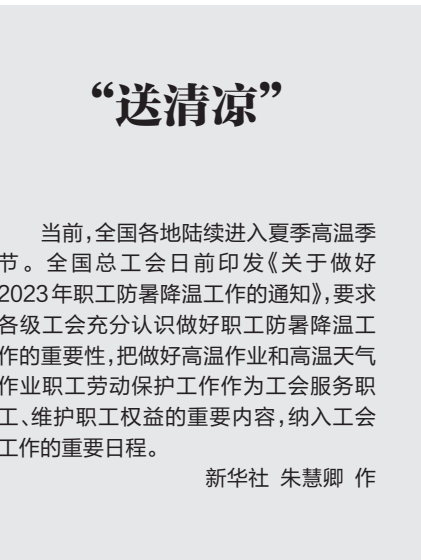 “送清凉”
当前,全国各地陆续进入夏季高温季
节。全国总工会日前印发《关于做好
2023年职工防暑降温工作的通知》,要求
各级工会充分认识做好职工防暑降温工
作的重要性,把做好高温作业和高温天气
作业职工劳动保护工作作为工会服务职
工、维护职工权益的重要内容,纳入工会
工作的重要日程。
新华社 朱慧卿 作